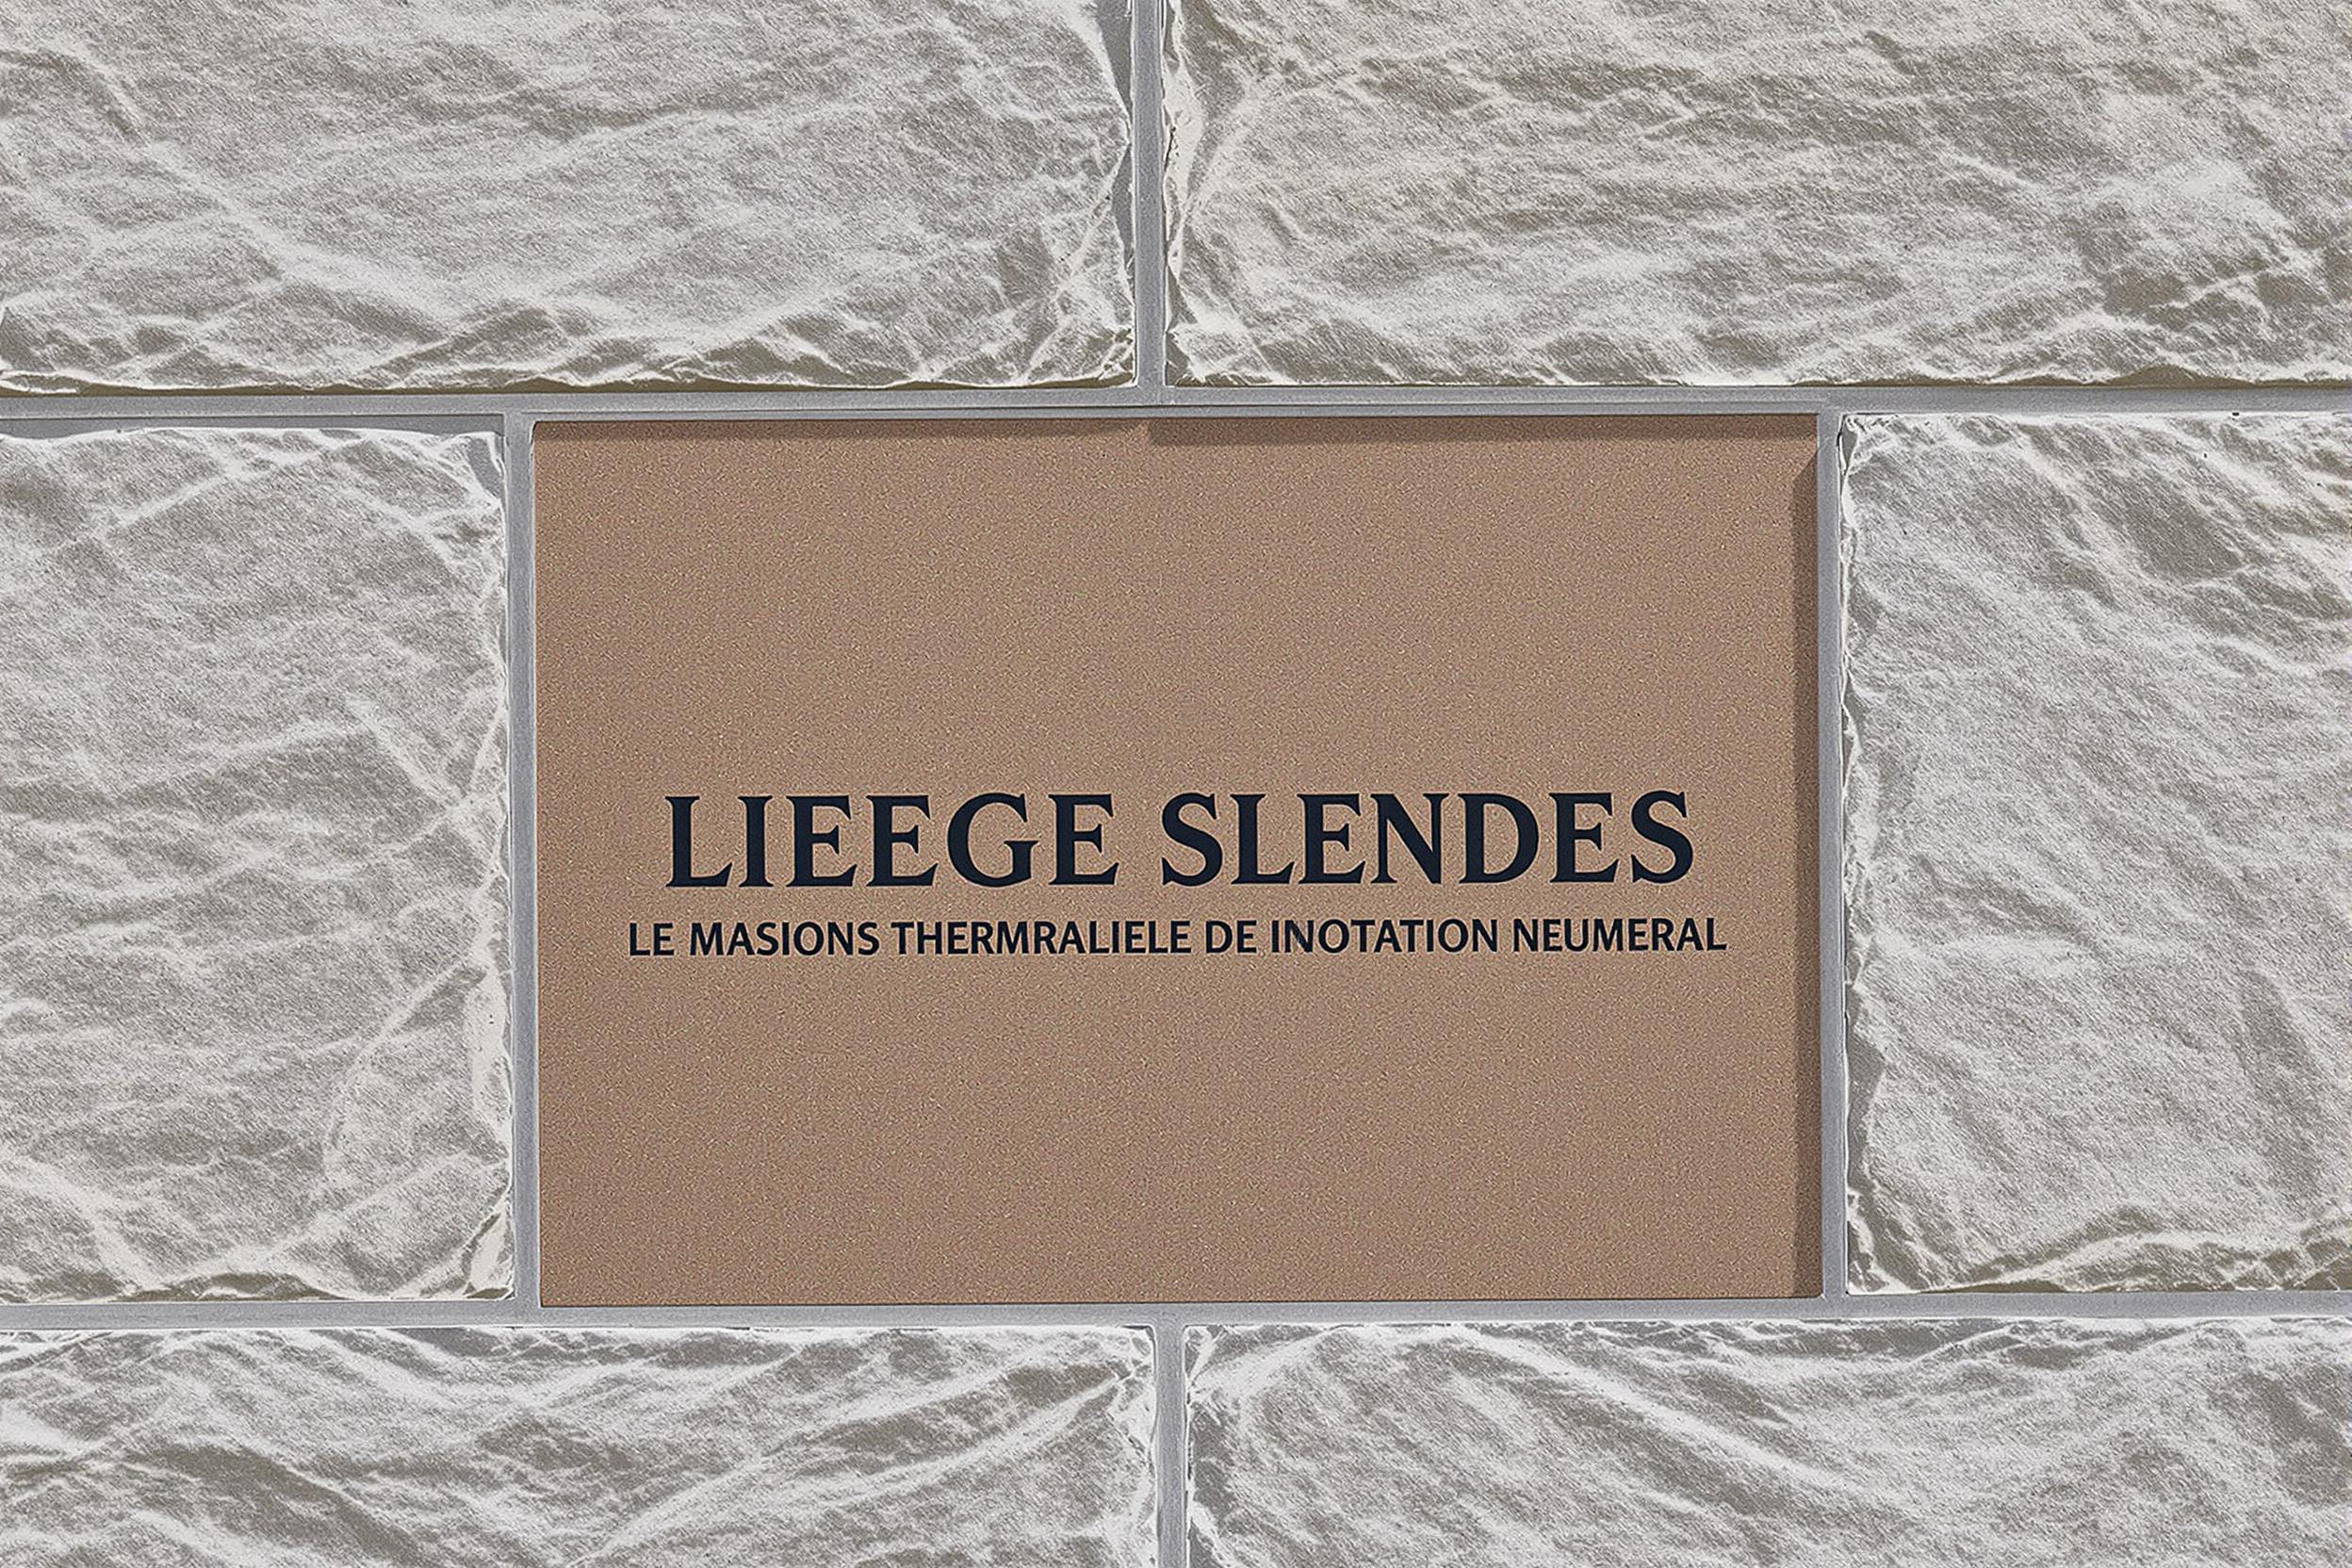 LIEEGE SLENDES
LE MASIONS THERMRALIELE DE INOTATION NEUMERAL